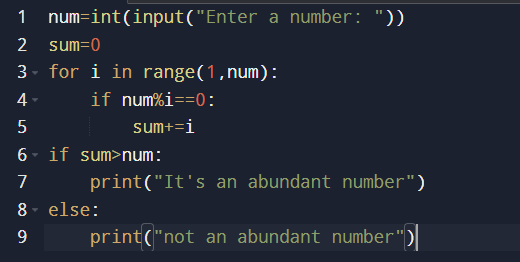 1 num=int(input("Enter a number: "))
2 sum=0
3 for i in range(1,num):
4     if num%i==0:
5         sum+=i
6 if sum>num:
7     print("It's an abundant number")
8 else:
9     print("not an abundant number")